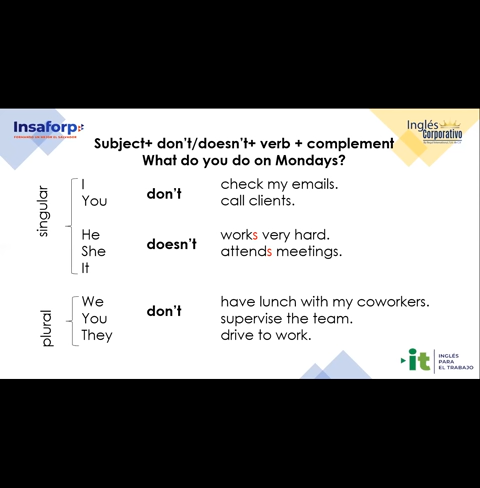 Insaforp
Inglés
Corporativo
Subject+ don't/doesn't+ verb + complement
What do you do on Mondays?
singular
I
You
don't
check my emails.
call clients.
He
She
It
doesn't
works very hard.
attends meetings.
plural
We
You
They
don't
have lunch with my coworkers.
supervise the team.
drive to work.
it
INGLÉS
PARA
EL TRABAJO